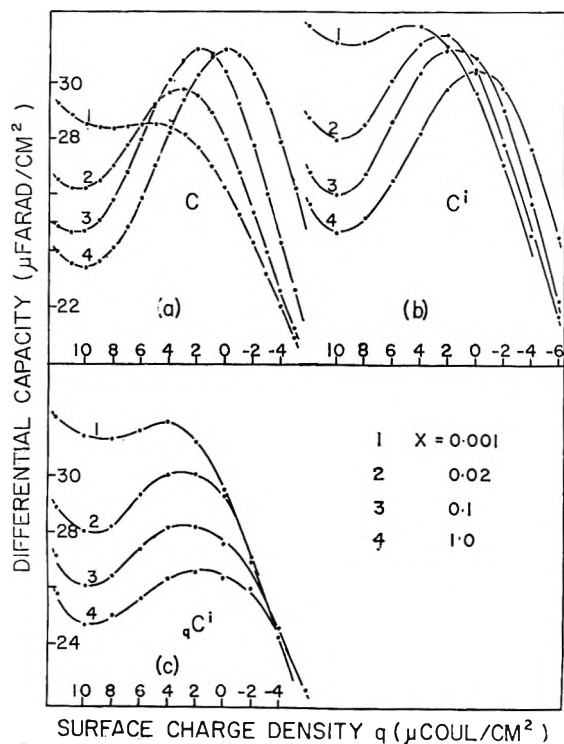 DIFFERENTIAL CAPACITY (μFARAD/CM²)
30
28
26
24
22
1
2
3
4
C
(a)
10 8 6 4 2 0 -2 -4
1
2
3
4
Cⁱ
(b)
10 8 6 4 2 0 -2 -4 -6
30
28
26
24
1
2
3
4
qCⁱ
(c)
10 8 6 4 2 0 -2 -4
1 X = 0·001
2 0·02
3 0·1
4 1·0
SURFACE CHARGE DENSITY q (μCOUL/CM²)